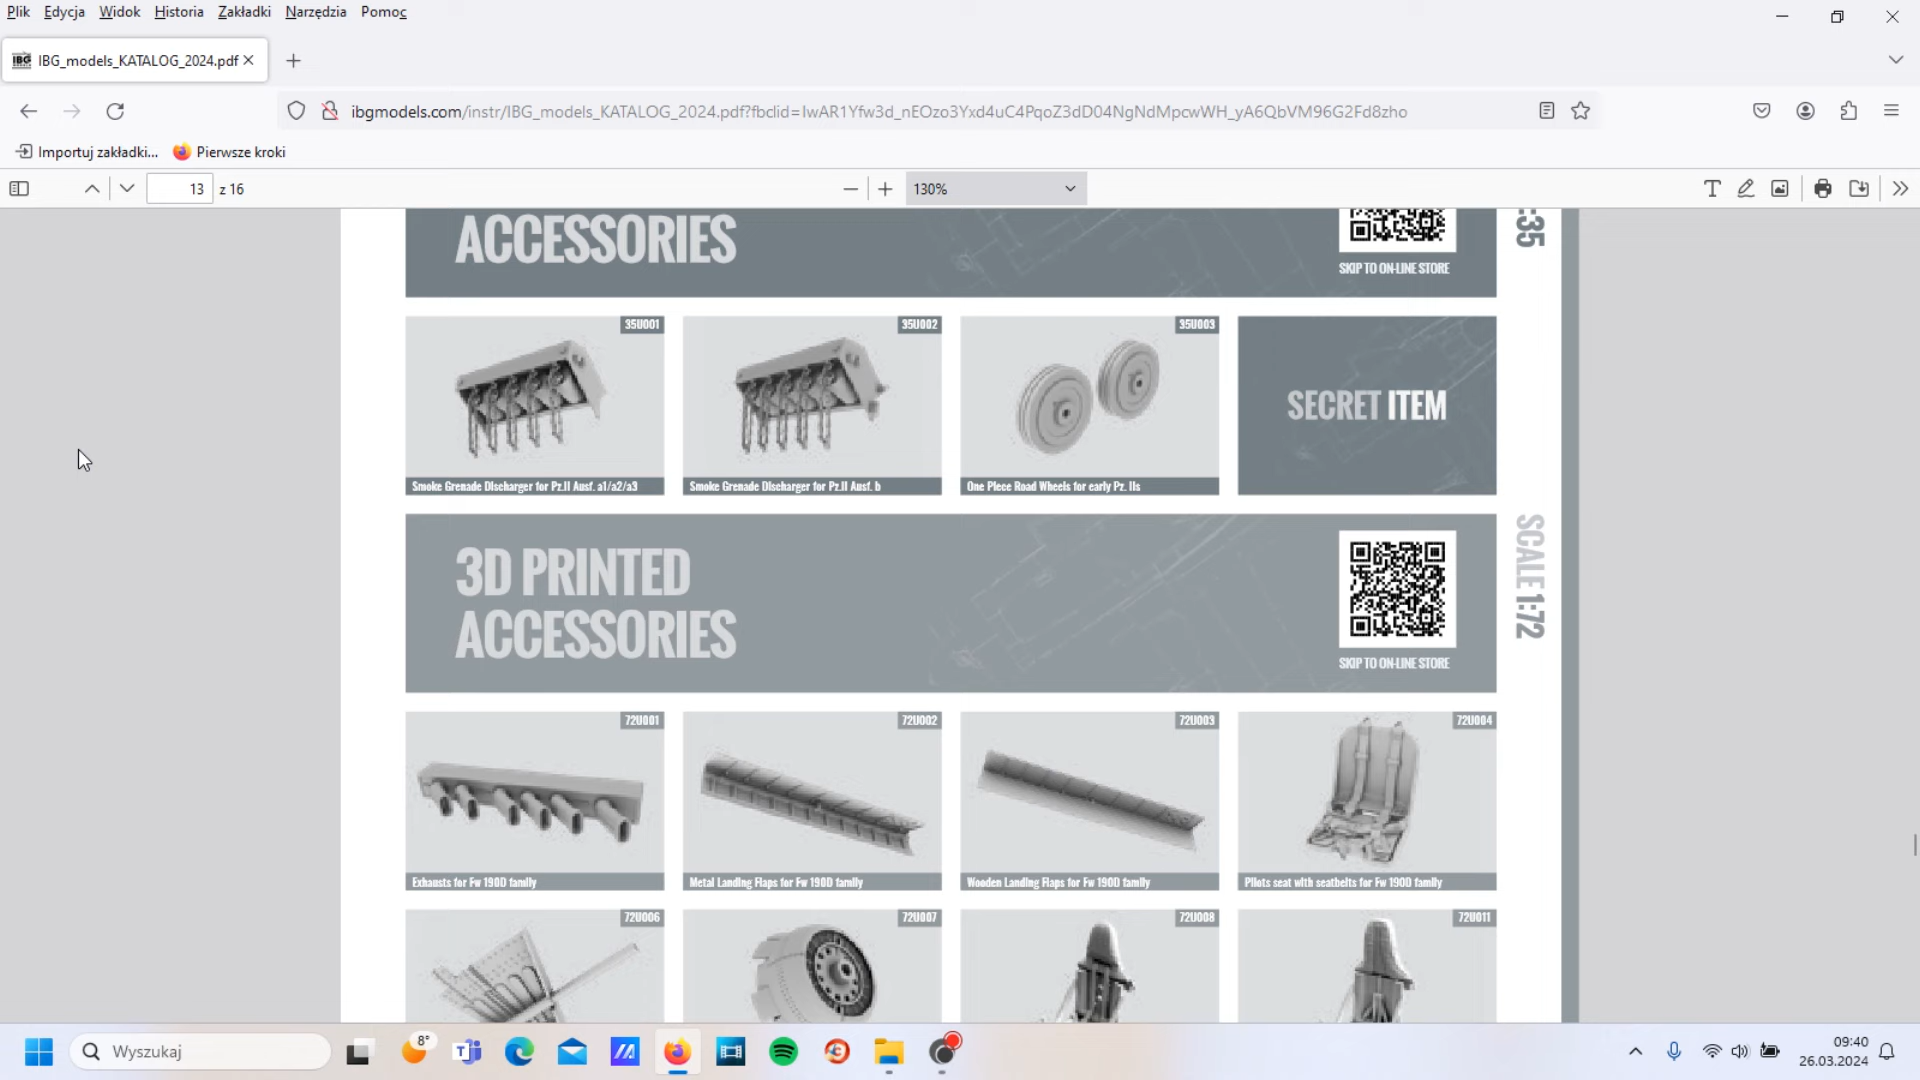 Plik Edycja Widok Historia Zakładki Narzędzia Pomoc
IBG IBG_models_KATALOG_2024.pdf
ibgmodels.com/instr/IBG_models_KATALOG_2024.pdf?fbclid=IwAR1Yfw3d_nEOzo3Yxd4uC4PqoZ3dD04NgNdMpcwWH_yA6QbVM96G2Fd8zho
Importuj zakładki... Pierwsze kroki
13 z 16 130%
ACCESSORIES
:35
SKIP TO ON-LINE STORE
35U001 35U002 35U003
SECRET ITEM
Smoke Grenade Discharger for Pz.II Ausf. a1/a2/a3 Smoke Grenade Discharger for Pz.II Ausf. b One Piece Road Wheels for early Pz. IIs
3D PRINTED
ACCESSORIES
SCALE 1:72
SKIP TO ON-LINE STORE
72U001 72U002 72U003 72U004
Exhausts for Fw 190D family Metal Landing Flaps for Fw 190D family Wooden Landing Flaps for Fw 190D family Pilots seat with seatbelts for Fw 190D family
72U006 72U007 72U008 72U011
Wyszukaj 8°
09:40
26.03.2024